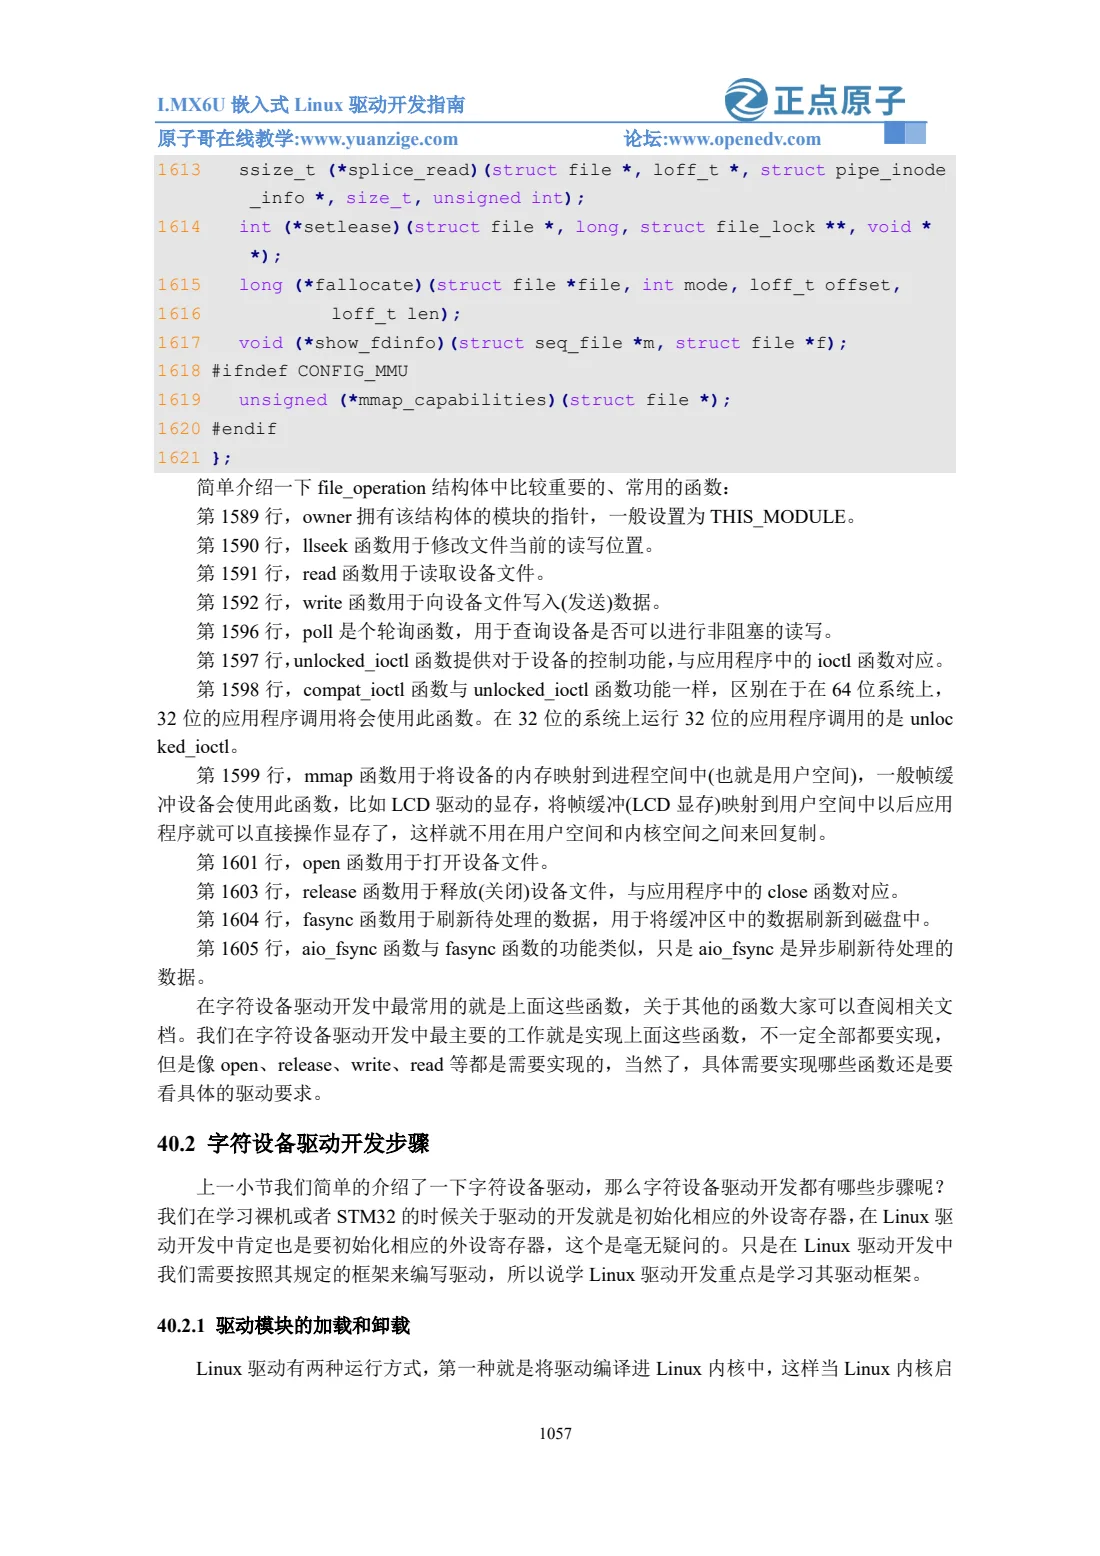 I.MX6U 嵌入式 Linux 驱动开发指南
正点原子
原子哥在线教学:www.yuanzige.com 论坛:www.openedv.com
1613 ssize_t (*splice_read)(struct file *, loff_t *, struct pipe_inode
_info *, size_t, unsigned int);
1614 int (*setlease)(struct file *, long, struct file_lock **, void *
*);
1615 long (*fallocate)(struct file *file, int mode, loff_t offset,
1616 loff_t len);
1617 void (*show_fdinfo)(struct seq_file *m, struct file *f);
1618 #ifndef CONFIG_MMU
1619 unsigned (*mmap_capabilities)(struct file *);
1620 #endif
1621 };
简单介绍一下 file_operation 结构体中比较重要的、常用的函数：
第 1589 行，owner 拥有该结构体的模块的指针，一般设置为 THIS_MODULE。
第 1590 行，llseek 函数用于修改文件当前的读写位置。
第 1591 行，read 函数用于读取设备文件。
第 1592 行，write 函数用于向设备文件写入(发送)数据。
第 1596 行，poll 是个轮询函数，用于查询设备是否可以进行非阻塞的读写。
第 1597 行，unlocked_ioctl 函数提供对于设备的控制功能，与应用程序中的 ioctl 函数对应。
第 1598 行，compat_ioctl 函数与 unlocked_ioctl 函数功能一样，区别在于在 64 位系统上，
32 位的应用程序调用将会使用此函数。在 32 位的系统上运行 32 位的应用程序调用的是 unloc
ked_ioctl。
第 1599 行，mmap 函数用于将设备的内存映射到进程空间中(也就是用户空间)，一般帧缓
冲设备会使用此函数，比如 LCD 驱动的显存，将帧缓冲(LCD 显存)映射到用户空间中以后应用
程序就可以直接操作显存了，这样就不用在用户空间和内核空间之间来回复制。
第 1601 行，open 函数用于打开设备文件。
第 1603 行，release 函数用于释放(关闭)设备文件，与应用程序中的 close 函数对应。
第 1604 行，fasync 函数用于刷新待处理的数据，用于将缓冲区中的数据刷新到磁盘中。
第 1605 行，aio_fsync 函数与 fasync 函数的功能类似，只是 aio_fsync 是异步刷新待处理的
数据。
在字符设备驱动开发中最常用的就是上面这些函数，关于其他的函数大家可以查阅相关文
档。我们在字符设备驱动开发中最主要的工作就是实现上面这些函数，不一定全部都要实现，
但是像 open、release、write、read 等都是需要实现的，当然了，具体需要实现哪些函数还是要
看具体的驱动要求。
40.2 字符设备驱动开发步骤
上一小节我们简单的介绍了一下字符设备驱动，那么字符设备驱动开发都有哪些步骤呢？
我们在学习裸机或者 STM32 的时候关于驱动的开发就是初始化相应的外设寄存器，在 Linux 驱
动开发中肯定也是要初始化相应的外设寄存器，这个是毫无疑问的。只是在 Linux 驱动开发中
我们需要按照其规定的框架来编写驱动，所以说学 Linux 驱动开发重点是学习其驱动框架。
40.2.1 驱动模块的加载和卸载
Linux 驱动有两种运行方式，第一种就是将驱动编译进 Linux 内核中，这样当 Linux 内核启
1057